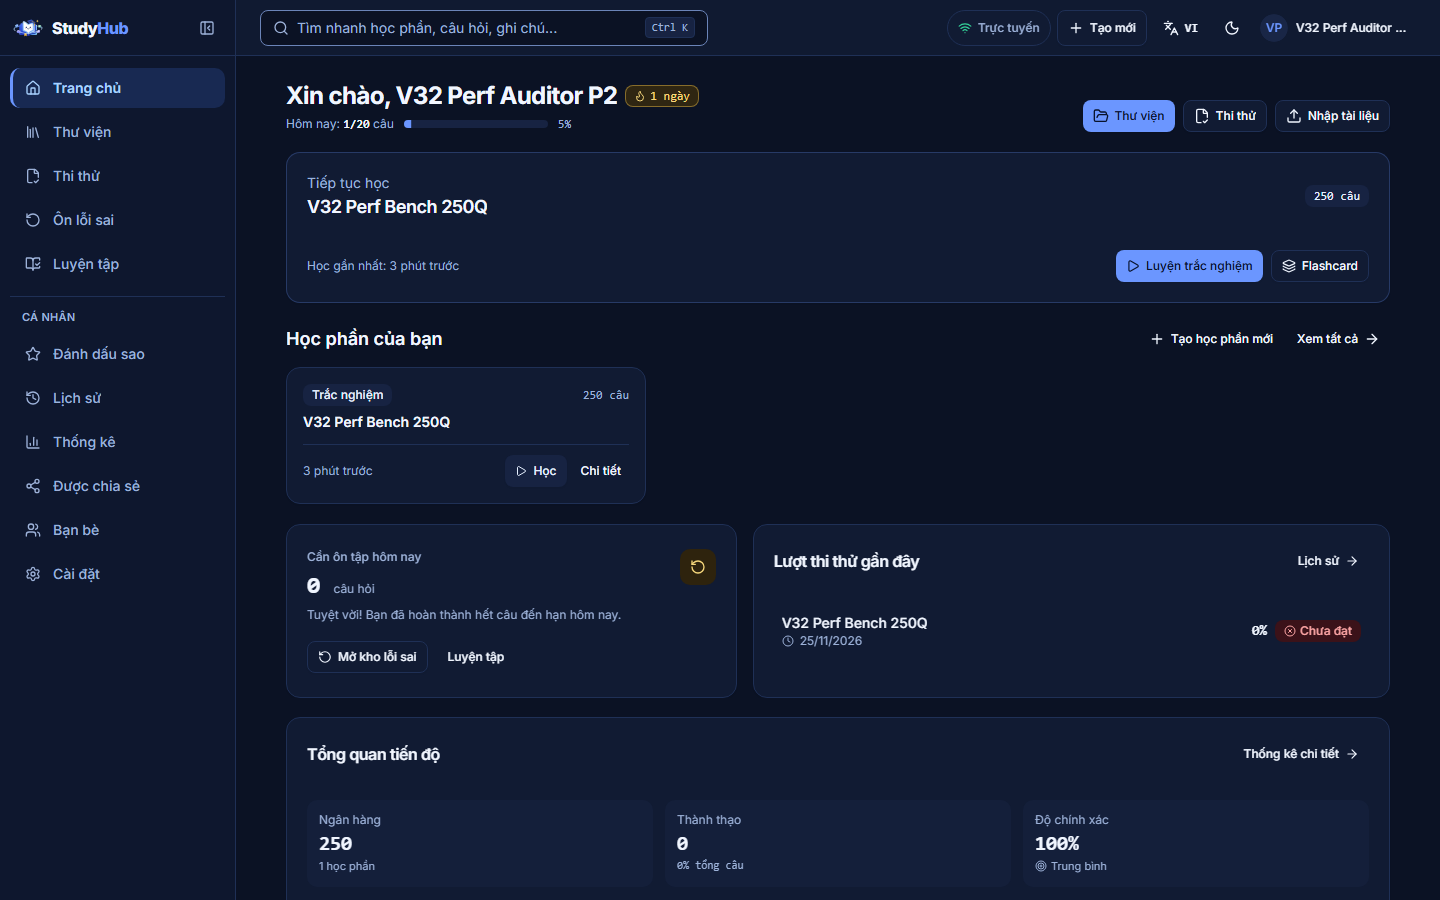 StudyHub
Tìm nhanh học phần, câu hỏi, ghi chú...
Ctrl K
Trực tuyến
Tạo mới
VI
VP
V32 Perf Auditor ...
Trang chủ
Thư viện
Thi thử
Ôn lỗi sai
Luyện tập
CÁ NHÂN
Đánh dấu sao
Lịch sử
Thống kê
Được chia sẻ
Bạn bè
Cài đặt
Xin chào, V32 Perf Auditor P2
1 ngày
Hôm nay: 1/20 câu
5%
Thư viện
Thi thử
Nhập tài liệu
Tiếp tục học
V32 Perf Bench 250Q
250 câu
Học gần nhất: 3 phút trước
Luyện trắc nghiệm
Flashcard
Học phần của bạn
Tạo học phần mới
Xem tất cả
Trắc nghiệm
250 câu
V32 Perf Bench 250Q
3 phút trước
Học
Chi tiết
Cần ôn tập hôm nay
0 câu hỏi
Tuyệt vời! Bạn đã hoàn thành hết câu đến hạn hôm nay.
Mở kho lỗi sai
Luyện tập
Lượt thi thử gần đây
Lịch sử
V32 Perf Bench 250Q
25/11/2026
0%
Chưa đạt
Tổng quan tiến độ
Thống kê chi tiết
Ngân hàng
250
1 học phần
Thành thạo
0
0% tổng câu
Độ chính xác
100%
Trung bình